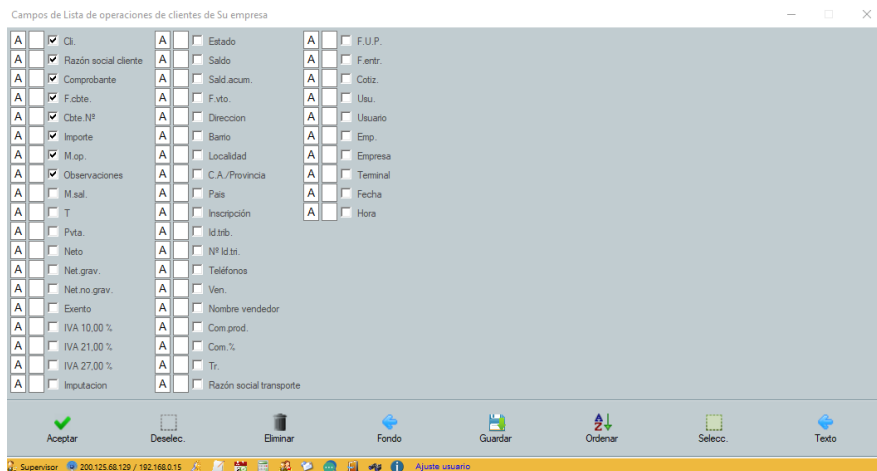 Campos de Lista de operaciones de clientes de Su empresa
A Cli.
A Razón social cliente
A Comprobante
A F.cbte.
A Cbte.Nº
A Importe
A M.op.
A Observaciones
A M.sal.
A T
A Pvta.
A Neto
A Net.grav.
A Net.no.grav.
A Exento
A IVA 10,00 %
A IVA 21,00 %
A IVA 27,00 %
A Imputacion
A Estado
A Saldo
A Sald.acum.
A F.vto.
A Direccion
A Barrio
A Localidad
A C.A./Provincia
A Pais
A Inscripción
A Id.trib.
A Nº Id.tri.
A Teléfonos
A Ven.
A Nombre vendedor
A Com.prod.
A Com.%
A Tr.
A Razón social transporte
A F.U.P.
A F.entr.
A Cotiz.
A Usu.
A Usuario
A Emp.
A Empresa
A Terminal
A Fecha
A Hora
Aceptar Deselec. Eliminar Fondo Guardar Ordenar Selecc. Texto
Supervisor 200.125.68.129 / 192.168.0.15 Ajuste usuario